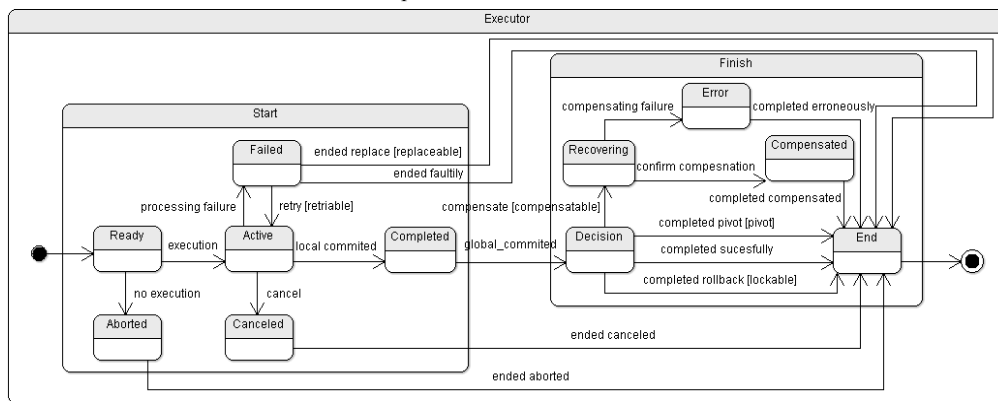 Executor
Finish
Error
compensating failure
completed erroneously
Start
Failed
ended replace [replaceable]
Recovering
Compensated
confirm compesnation
ended faultily
processing failure
retry [retriable]
compensate [compensatable]
completed compensated
Ready
execution
Active
local commited
Completed
global_commited
Decision
completed pivot [pivot]
End
completed sucesfully
no execution
cancel
completed rollback [lockable]
Aborted
Canceled
ended canceled
ended aborted